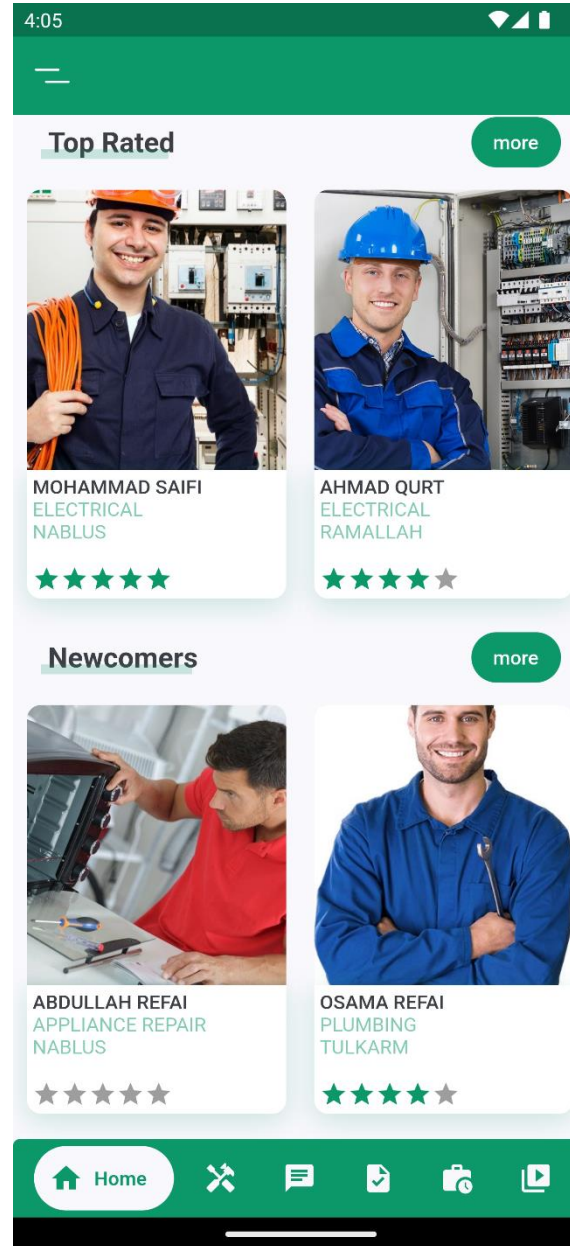 4:05
Top Rated
more
MOHAMMAD SAIFI
ELECTRICAL
NABLUS
AHMAD QURT
ELECTRICAL
RAMALLAH
Newcomers
more
ABDULLAH REFAI
APPLIANCE REPAIR
NABLUS
OSAMA REFAI
PLUMBING
TULKARM
Home